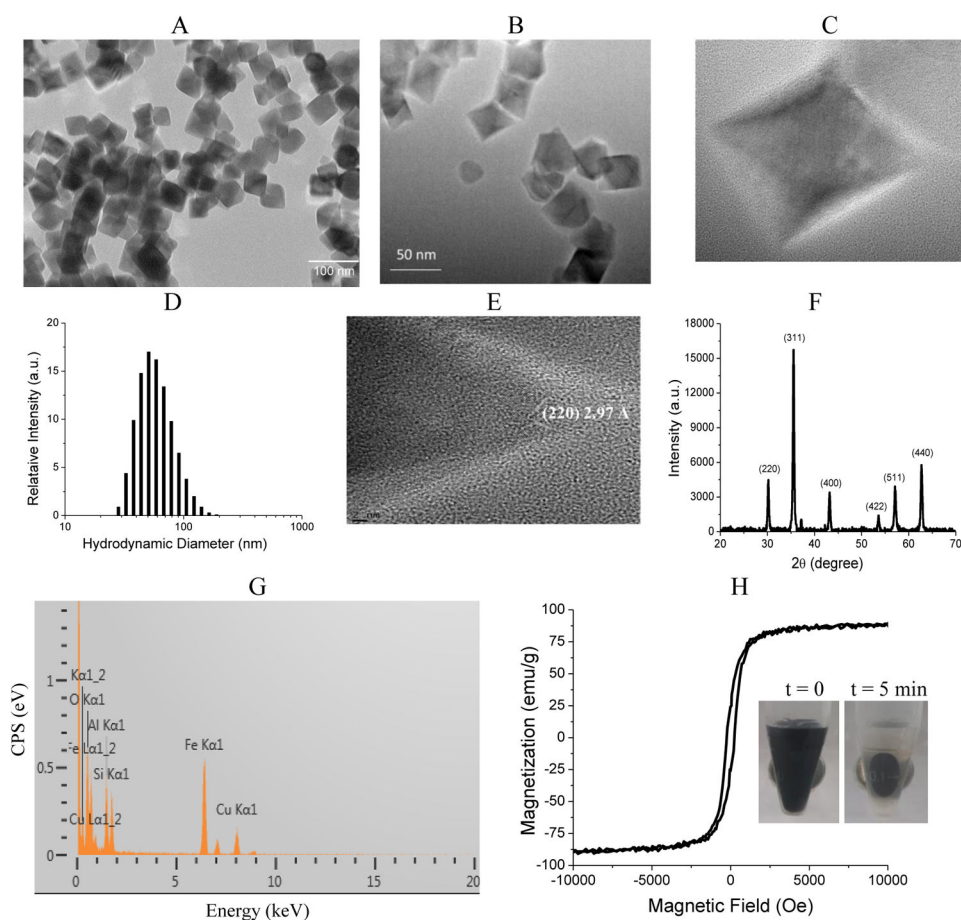 A
B
C
100 nm
50 nm
D
E
F
20
15
10
5
0
Relataive Intensity (a.u.)
10
100
1000
Hydrodynamic Diameter (nm)
(220) 2.97 A
18000
15000
12000
9000
6000
3000
0
Intensity (a.u.)
(220)
(311)
(400)
(422)
(511)
(440)
20
30
40
50
60
70
2θ (degree)
G
H
CPS (eV)
1
0.5
0
Kα1_2
O Kα1
Al Kα1
Fe Lα1_2
Si Kα1
Cu Lα1_2
Fe Kα1
Cu Kα1
0
5
10
15
20
Energy (keV)
100
75
50
25
0
-25
-50
-75
-100
Magnetization (emu/g)
t = 0
t = 5 min
-10000
-5000
0
5000
10000
Magnetic Field (Oe)